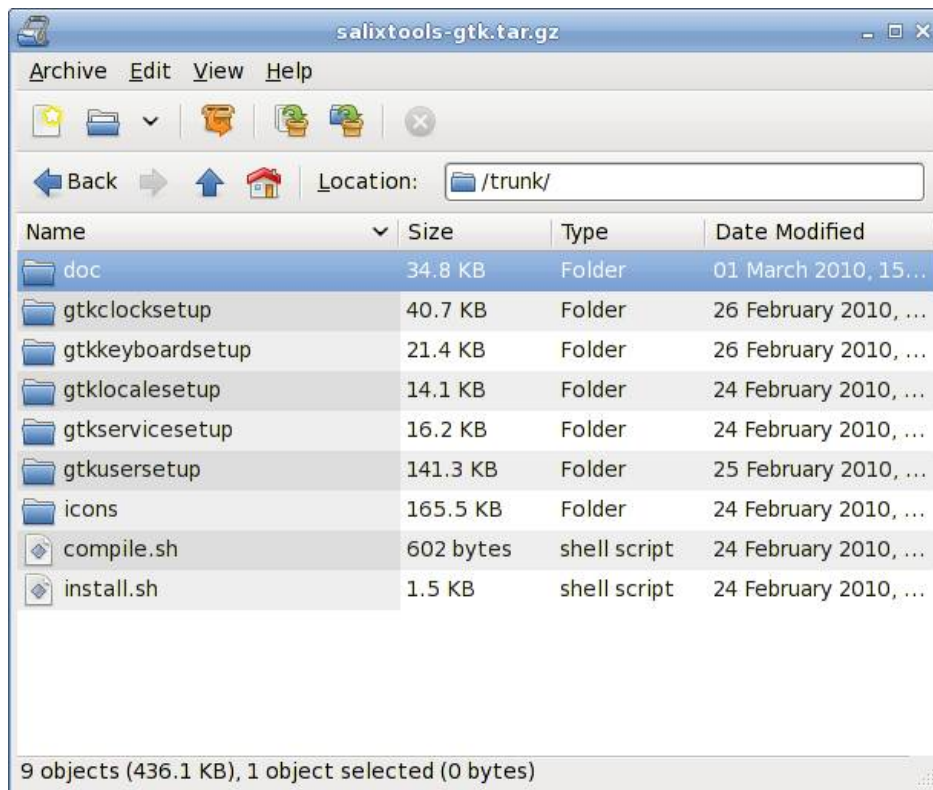 salixtools-gtk.tar.gz
Archive Edit View Help
Back Location: /trunk/
Name Size Type Date Modified
doc 34.8 KB Folder 01 March 2010, 15...
gtkclocksetup 40.7 KB Folder 26 February 2010, ...
gtkkeyboardsetup 21.4 KB Folder 26 February 2010, ...
gtklocalesetup 14.1 KB Folder 24 February 2010, ...
gtkservicesetup 16.2 KB Folder 24 February 2010, ...
gtkusersetup 141.3 KB Folder 25 February 2010, ...
icons 165.5 KB Folder 24 February 2010, ...
compile.sh 602 bytes shell script 24 February 2010, ...
install.sh 1.5 KB shell script 24 February 2010, ...
9 objects (436.1 KB), 1 object selected (0 bytes)